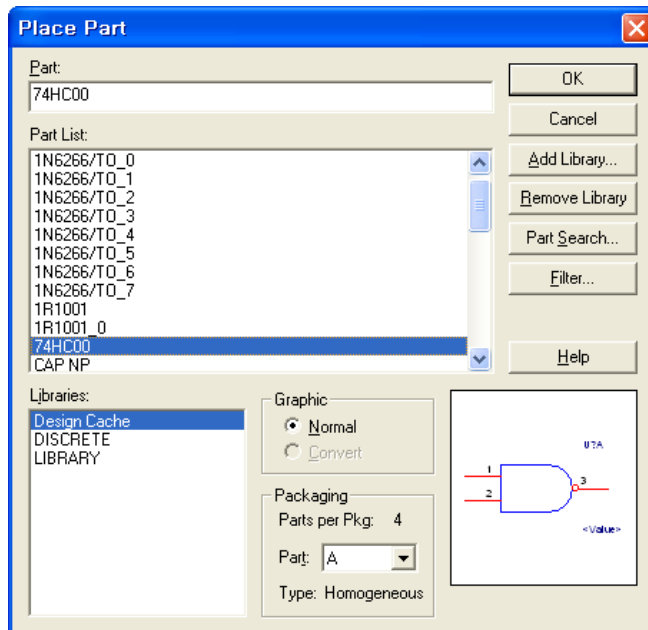 Place Part
Part:
74HC00
OK
Cancel
Part List:
1N6266/TO_0
1N6266/TO_1
1N6266/TO_2
1N6266/TO_3
1N6266/TO_4
1N6266/TO_5
1N6266/TO_6
1N6266/TO_7
1R1001
1R1001_0
74HC00
CAP NP
Add Library...
Remove Library
Part Search...
Filter...
Help
Libraries:
Design Cache
DISCRETE
LIBRARY
Graphic
Normal
Convert
Packaging
Parts per Pkg: 4
Part: A
Type: Homogeneous
U?A
1
2
3
<Value>